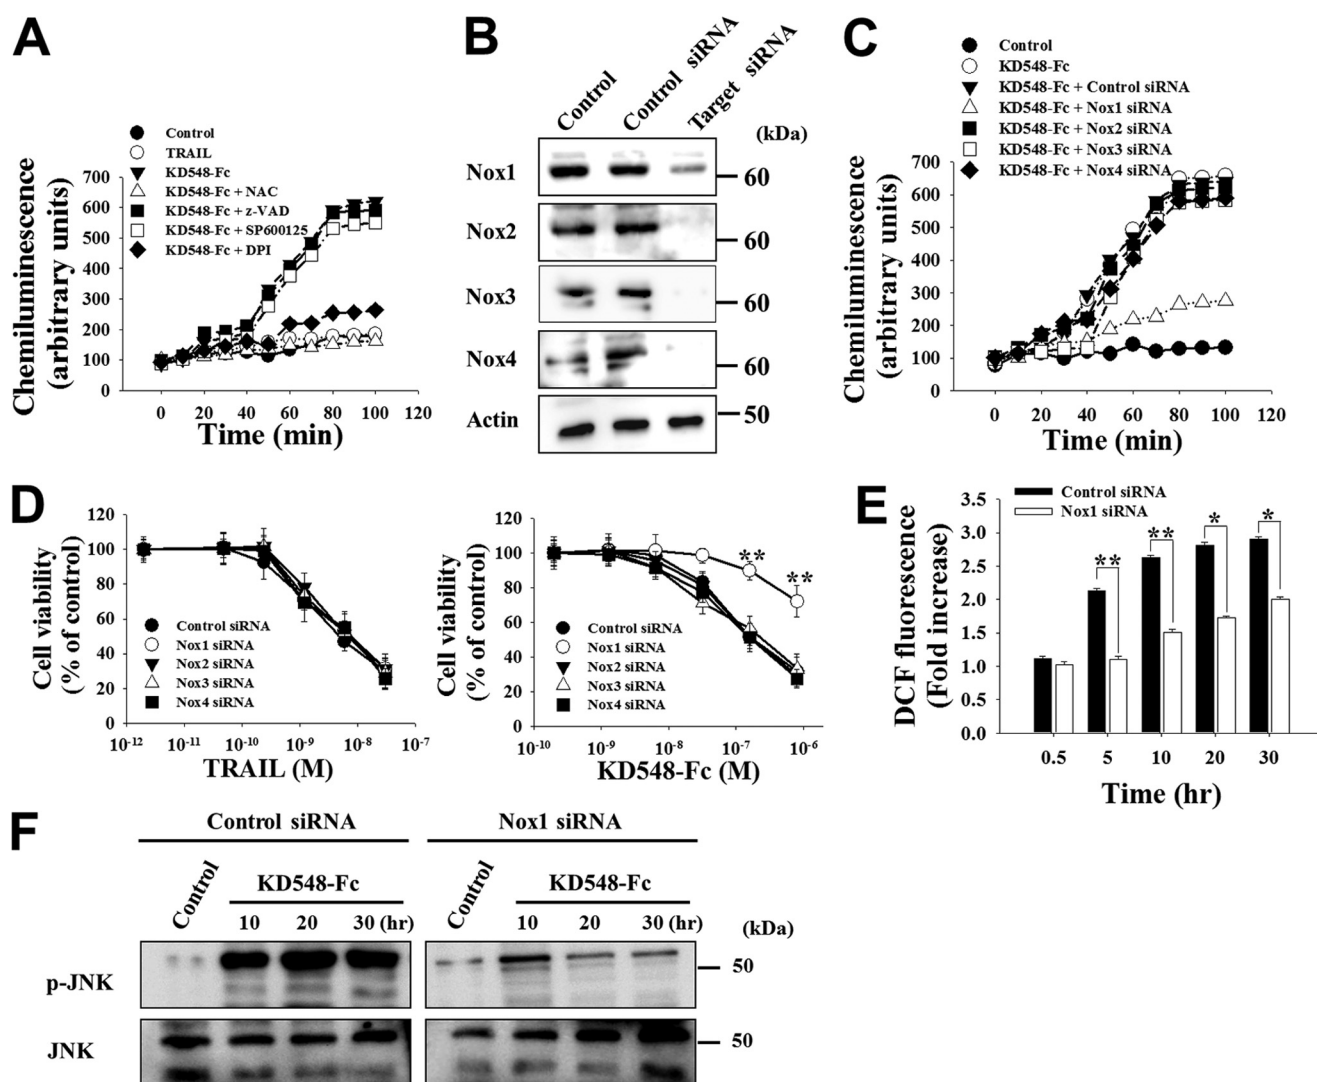 A
Control
TRAIL
KD548-Fc
KD548-Fc + NAC
KD548-Fc + z-VAD
KD548-Fc + SP600125
KD548-Fc + DPI
Chemiluminescence
(arbitrary units)
700
600
500
400
300
200
100
0
0 20 40 60 80 100 120
Time (min)
B
Control
Control siRNA
Target siRNA
(kDa)
Nox1
60
Nox2
60
Nox3
60
Nox4
60
Actin
50
C
Control
KD548-Fc
KD548-Fc + Control siRNA
KD548-Fc + Nox1 siRNA
KD548-Fc + Nox2 siRNA
KD548-Fc + Nox3 siRNA
KD548-Fc + Nox4 siRNA
Chemiluminescence
(arbitrary units)
700
600
500
400
300
200
100
0
0 20 40 60 80 100 120
Time (min)
D
Cell viability
(% of control)
120
100
80
60
40
20
0
Control siRNA
Nox1 siRNA
Nox2 siRNA
Nox3 siRNA
Nox4 siRNA
10-12 10-11 10-10 10-9 10-8 10-7
TRAIL (M)
Cell viability
(% of control)
120
100
80
60
40
20
0
**
**
Control siRNA
Nox1 siRNA
Nox2 siRNA
Nox3 siRNA
Nox4 siRNA
10-10 10-9 10-8 10-7 10-6
KD548-Fc (M)
E
Control siRNA
Nox1 siRNA
DCF fluorescence
(Fold increase)
3.5
3.0
2.5
2.0
1.5
1.0
0.5
0.0
** ** * *
0.5 5 10 20 30
Time (hr)
F
Control siRNA
Nox1 siRNA
Control
KD548-Fc
10 20 30 (hr)
Control
KD548-Fc
10 20 30 (hr)
(kDa)
p-JNK
50
JNK
50